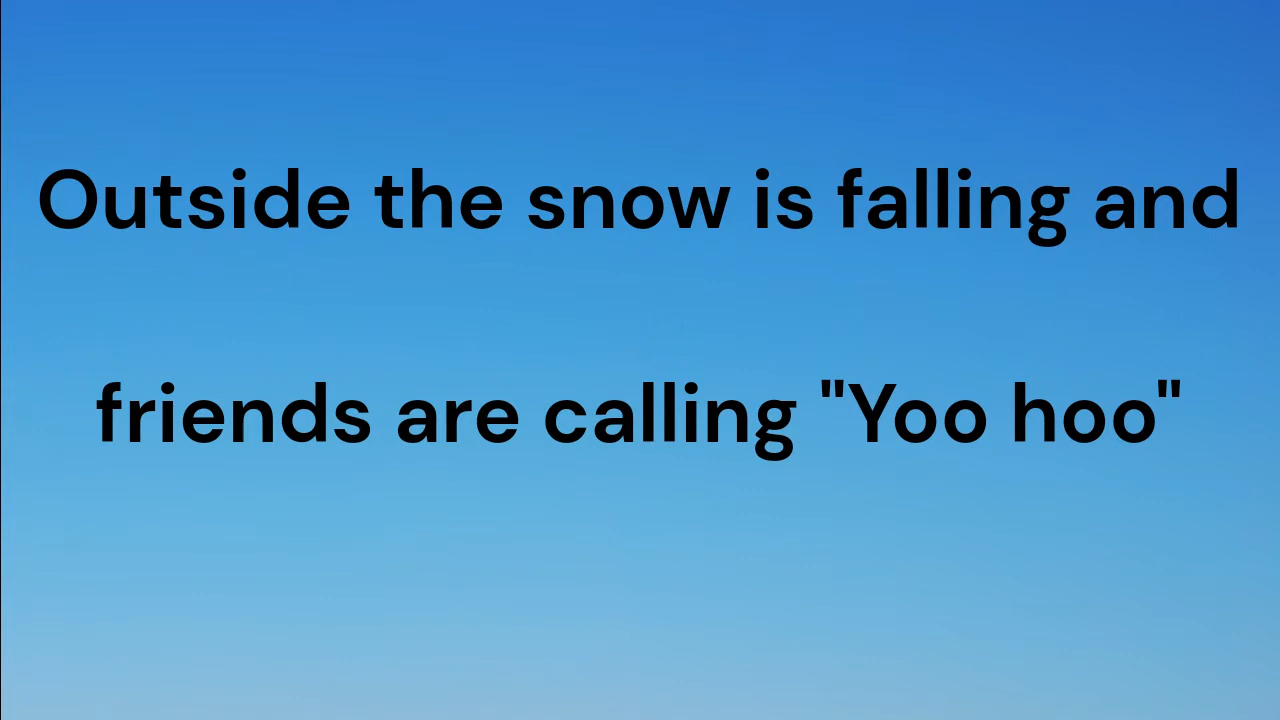 Outside the snow is falling and
friends are calling "Yoo hoo"